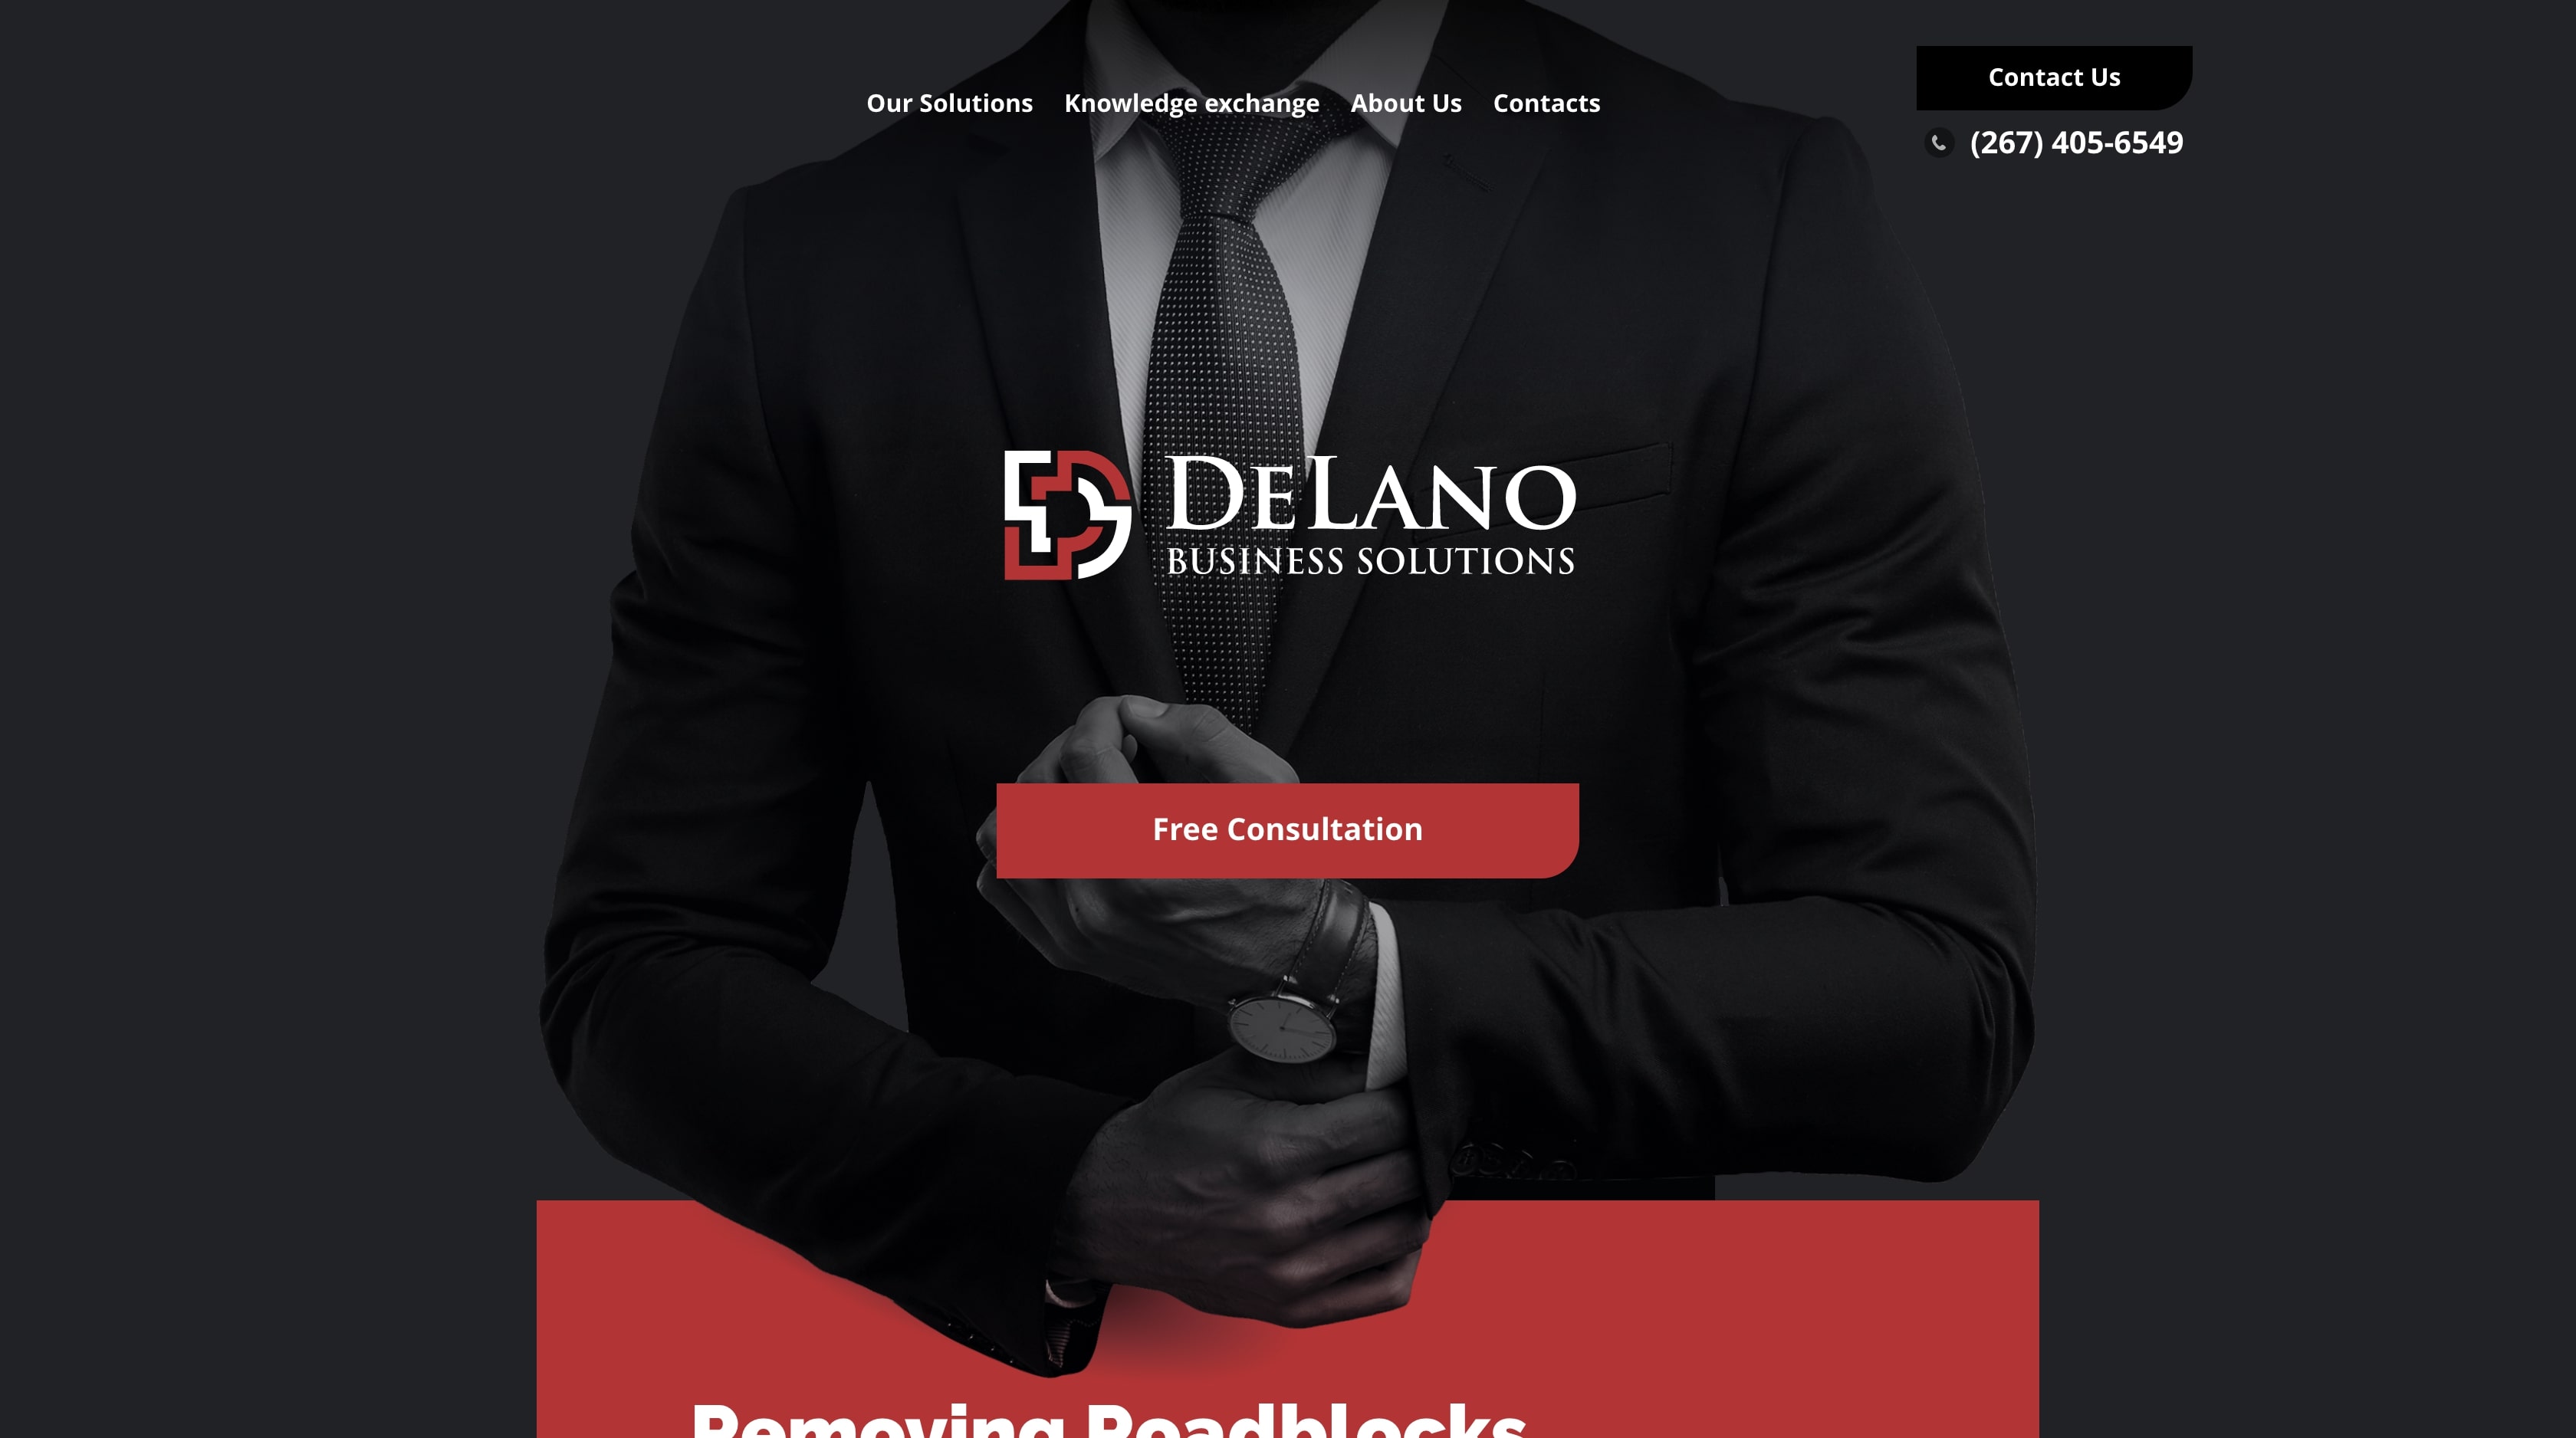 Our Solutions Knowledge exchange About Us Contacts
Contact Us
(267) 405-6549
DELANO
BUSINESS SOLUTIONS
Free Consultation
Removing Roadblocks